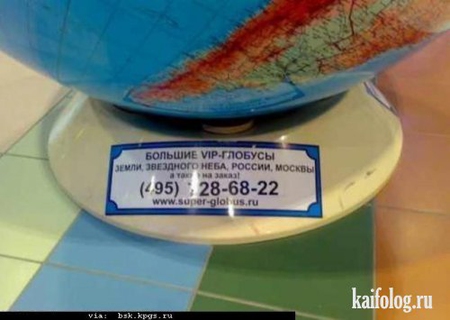 БОЛЬШИЕ VIP-ГЛОБУСЫ
ЗЕМЛИ, ЗВЕЗДНОГО НЕБА, РОССИИ, МОСКВЫ
а также на заказ!
(495) 728-68-22
www.super-globus.ru
kaifolog.ru
via: bsk.kpgs.ru